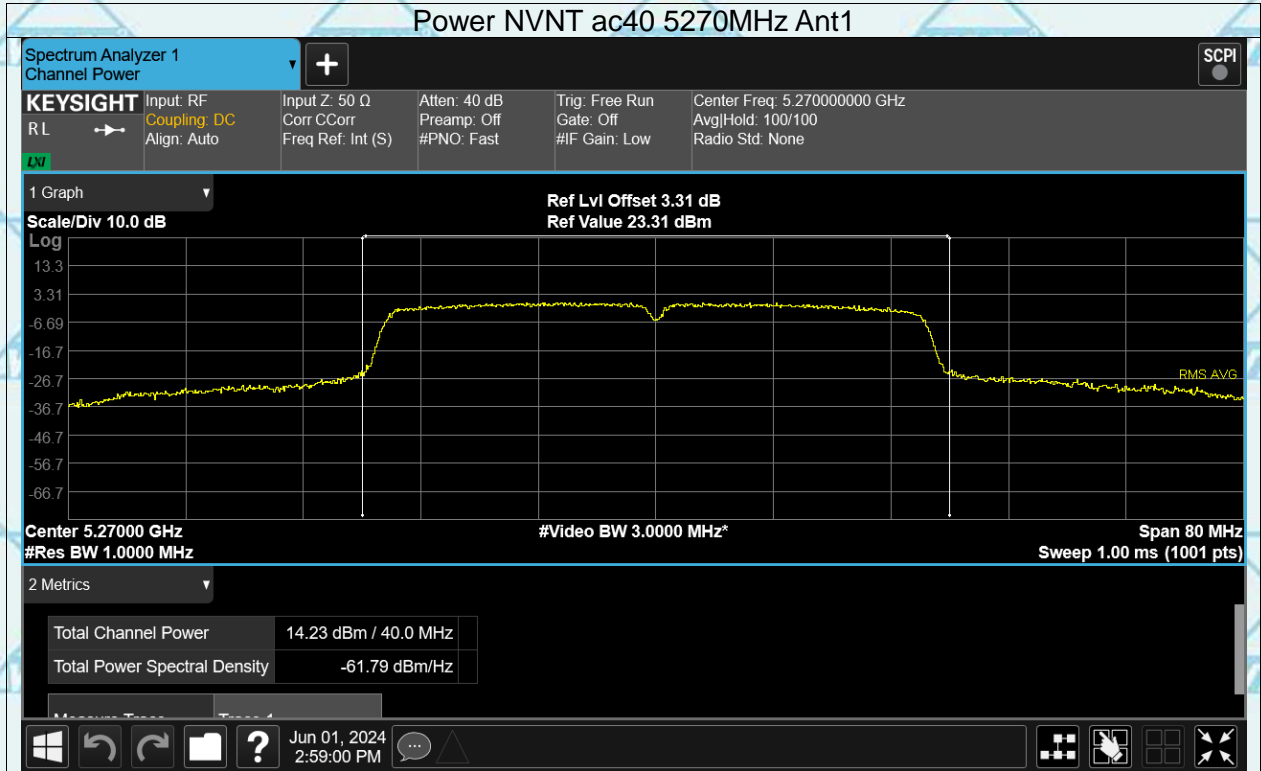 Power NVNT ac40 5270MHz Ant1
Spectrum Analyzer 1
Channel Power
SCPI
KEYSIGHT
RL
LXI
Input: RF
Coupling: DC
Align: Auto
Input Z: 50 Ω
Corr CCorr
Freq Ref: Int (S)
Atten: 40 dB
Preamp: Off
#PNO: Fast
Trig: Free Run
Gate: Off
#IF Gain: Low
Center Freq: 5.270000000 GHz
Avg|Hold: 100/100
Radio Std: None
1 Graph
Ref Lvl Offset 3.31 dB
Scale/Div 10.0 dB
Ref Value 23.31 dBm
Log
13.3
3.31
-6.69
-16.7
-26.7
RMS AVG
-36.7
-46.7
-56.7
-66.7
Center 5.27000 GHz
#Video BW 3.0000 MHz*
Span 80 MHz
#Res BW 1.0000 MHz
Sweep 1.00 ms (1001 pts)
2 Metrics
Total Channel Power 14.23 dBm / 40.0 MHz
Total Power Spectral Density -61.79 dBm/Hz
Jun 01, 2024
2:59:00 PM